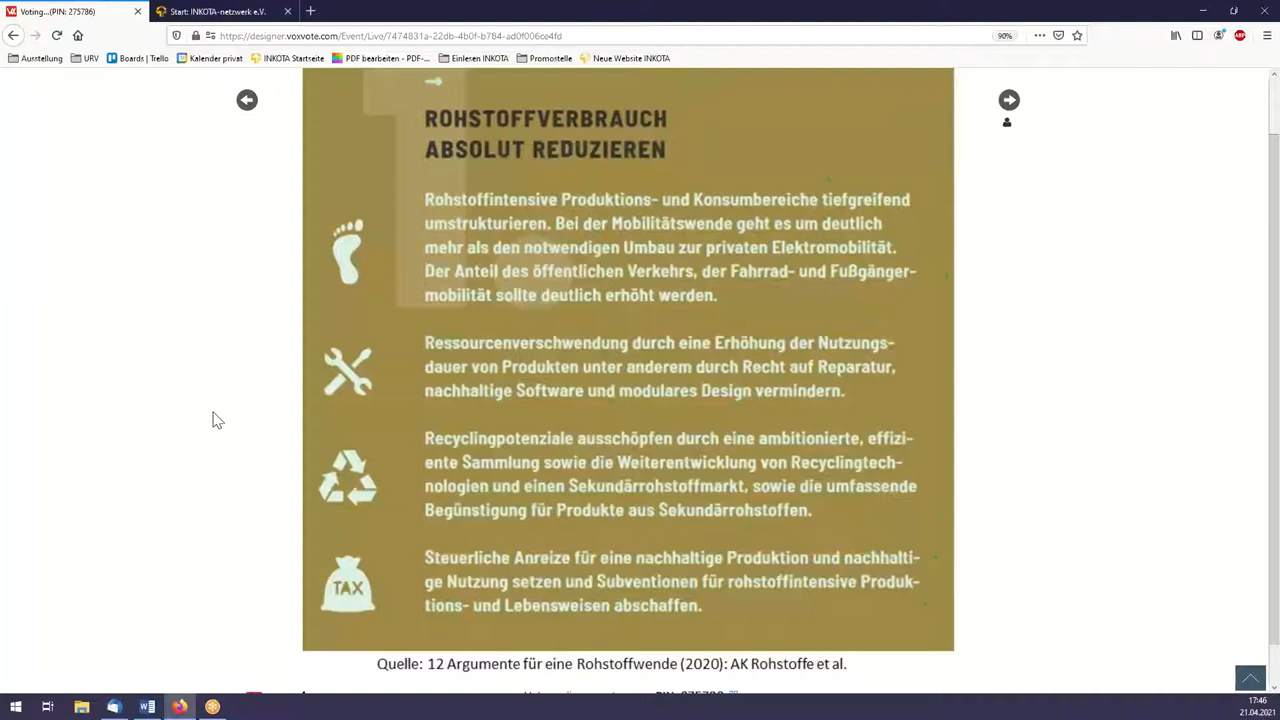 Voting...(PIN: 275786)
Start: INKOTA-netzwerk e.V.
https://designer.voxvote.com/Event/Live/7474831a-22db-4b0f-b784-ad0f006ce4fd
90%
Ausstellung
URV
Boards | Trello
Kalender privat
INKOTA Startseite
PDF bearbeiten - PDF-...
Einleren INKOTA
Promostelle
Neue Website INKOTA
ROHSTOFFVERBRAUCH
ABSOLUT REDUZIEREN
Rohstoffintensive Produktions- und Konsumbereiche tiefgreifend
umstrukturieren. Bei der Mobilitätswende geht es um deutlich
mehr als den notwendigen Umbau zur privaten Elektromobilität.
Der Anteil des öffentlichen Verkehrs, der Fahrrad- und Fußgänger-
mobilität sollte deutlich erhöht werden.
Ressourcenverschwendung durch eine Erhöhung der Nutzungs-
dauer von Produkten unter anderem durch Recht auf Reparatur,
nachhaltige Software und modulares Design vermindern.
Recyclingpotenziale ausschöpfen durch eine ambitionierte, effizi-
ente Sammlung sowie die Weiterentwicklung von Recyclingtech-
nologien und einen Sekundärrohstoffmarkt, sowie die umfassende
Begünstigung für Produkte aus Sekundärrohstoffen.
TAX
Steuerliche Anreize für eine nachhaltige Produktion und nachhalti-
ge Nutzung setzen und Subventionen für rohstoffintensive Produk-
tions- und Lebensweisen abschaffen.
Quelle: 12 Argumente für eine Rohstoffwende (2020): AK Rohstoffe et al.
17:46
21.04.2021